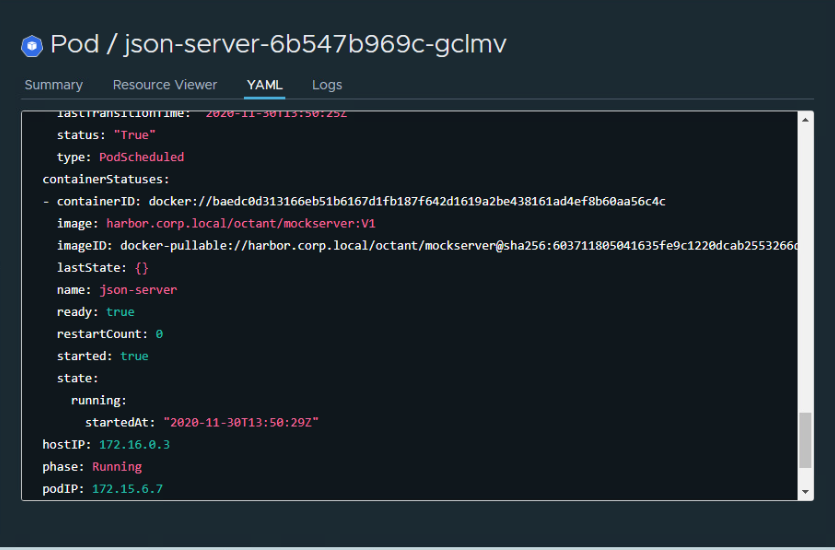 Pod / json-server-6b547b969c-gclmv
Summary Resource Viewer YAML Logs
lastTransitionTime: "2020-11-30T13:50:25Z"
status: "True"
type: PodScheduled
containerStatuses:
- containerID: docker://baedc0d313166eb51b6167d1fb187f642d1619a2be438161ad4ef8b60aa56c4c
image: harbor.corp.local/octant/mockserver:V1
imageID: docker-pullable://harbor.corp.local/octant/mockserver@sha256:603711805041635fe9c1220dcab2553266
lastState: {}
name: json-server
ready: true
restartCount: 0
started: true
state:
running:
startedAt: "2020-11-30T13:50:29Z"
hostIP: 172.16.0.3
phase: Running
podIP: 172.15.6.7